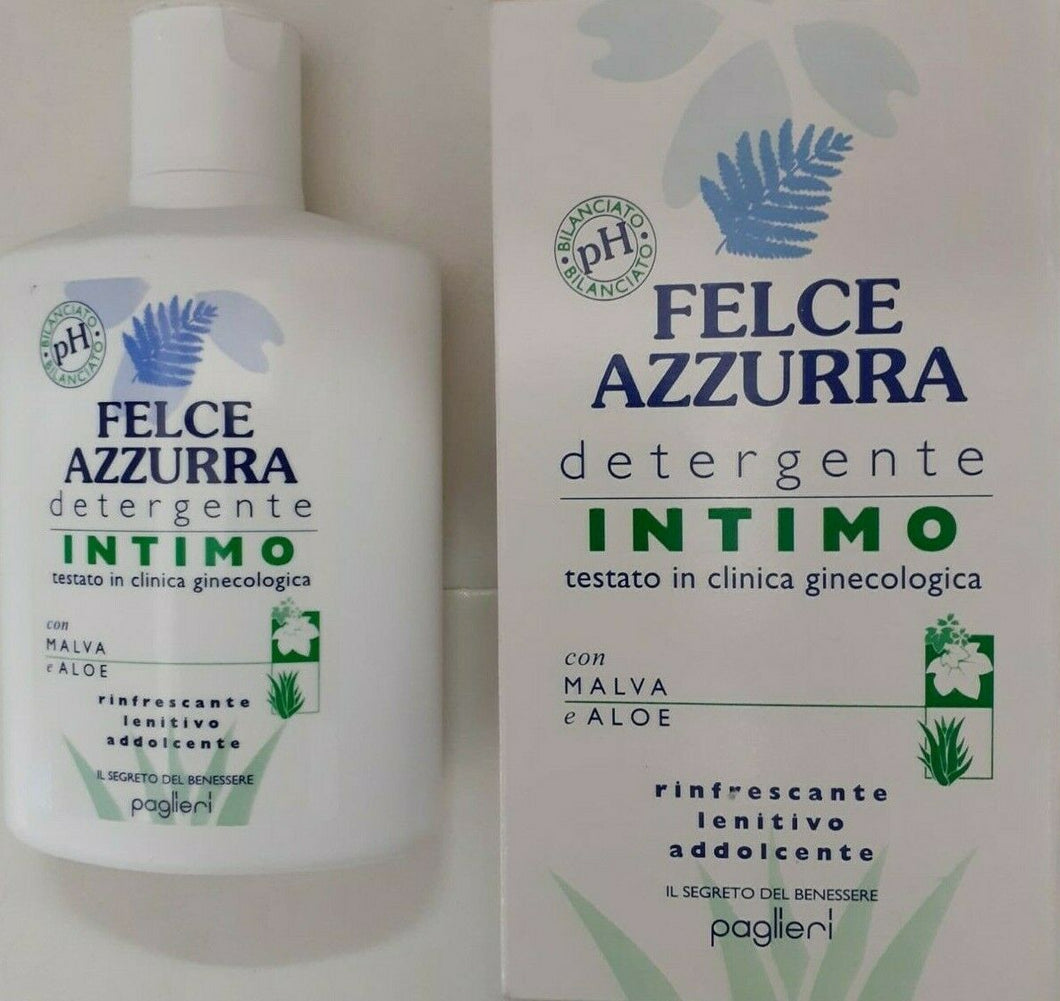 BILANCIATO
pH
BILANCIATO
FELCE
AZZURRA
detergente
INTIMO
testato in clinica ginecologica
con
MALVA
e ALOE
rinfrescante
lenitivo
addolcente
IL SEGRETO DEL BENESSERE
paglieri
BILANCIATO
pH
BILANCIATO
FELCE
AZZURRA
detergente
INTIMO
testato in clinica ginecologica
con
MALVA
e ALOE
rinfrescante
lenitivo
addolcente
IL SEGRETO DEL BENESSERE
paglieri